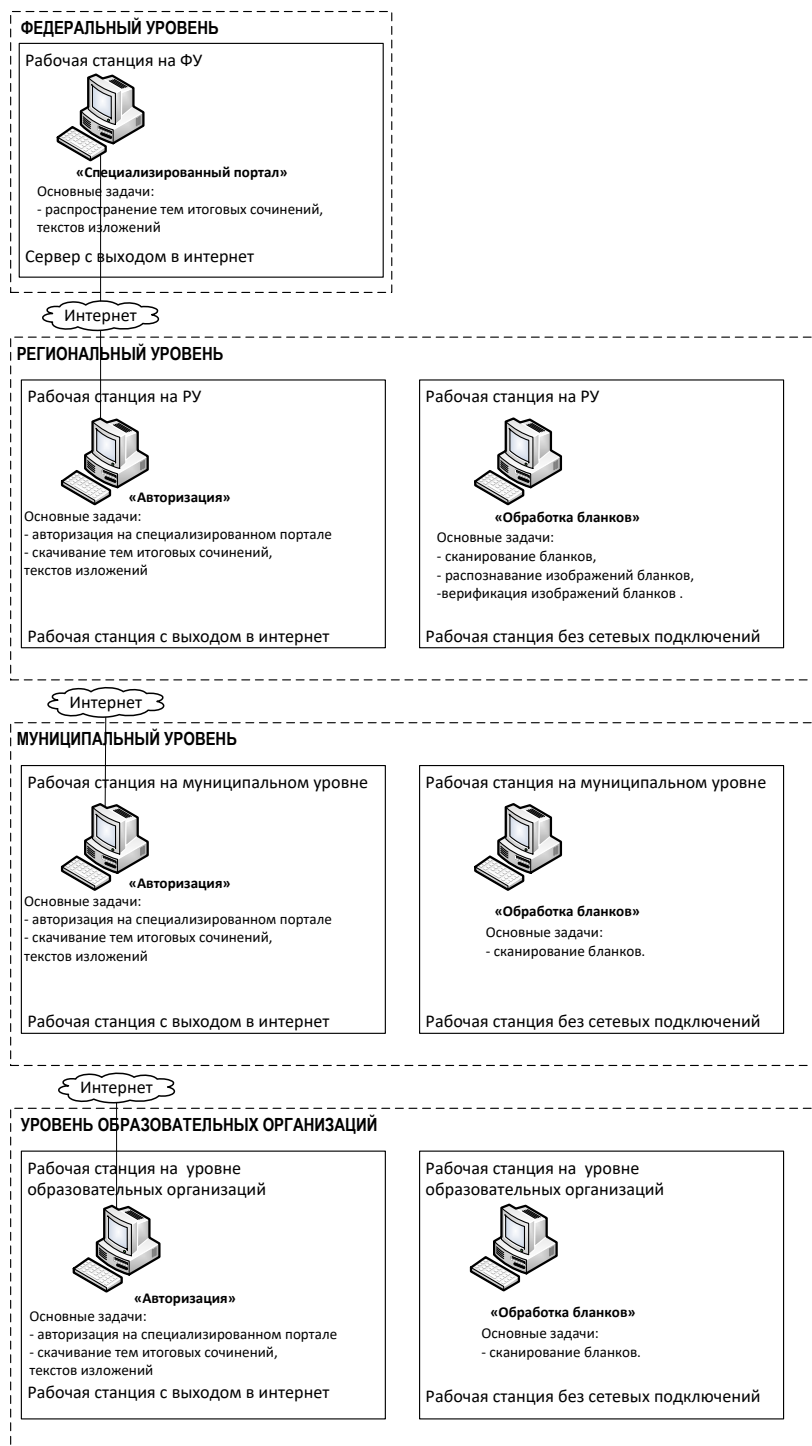 ФЕДЕРАЛЬНЫЙ УРОВЕНЬ
Рабочая станция на ФУ
«Специализированный портал»
Основные задачи:
- распространение тем итоговых сочинений,
текстов изложений
Сервер с выходом в интернет
Интернет
РЕГИОНАЛЬНЫЙ УРОВЕНЬ
Рабочая станция на РУ
«Авторизация»
Основные задачи:
- авторизация на специализированном портале
- скачивание тем итоговых сочинений,
текстов изложений
Рабочая станция с выходом в интернет
Рабочая станция на РУ
«Обработка бланков»
Основные задачи:
- сканирование бланков,
- распознавание изображений бланков,
-верификация изображений бланков .
Рабочая станция без сетевых подключений
Интернет
МУНИЦИПАЛЬНЫЙ УРОВЕНЬ
Рабочая станция на муниципальном уровне
«Авторизация»
Основные задачи:
- авторизация на специализированном портале
- скачивание тем итоговых сочинений,
текстов изложений
Рабочая станция с выходом в интернет
Рабочая станция на муниципальном уровне
«Обработка бланков»
Основные задачи:
- сканирование бланков.
Рабочая станция без сетевых подключений
Интернет
УРОВЕНЬ ОБРАЗОВАТЕЛЬНЫХ ОРГАНИЗАЦИЙ
Рабочая станция на уровне
образовательных организаций
«Авторизация»
Основные задачи:
- авторизация на специализированном портале
- скачивание тем итоговых сочинений,
текстов изложений
Рабочая станция с выходом в интернет
Рабочая станция на уровне
образовательных организаций
«Обработка бланков»
Основные задачи:
- сканирование бланков.
Рабочая станция без сетевых подключений